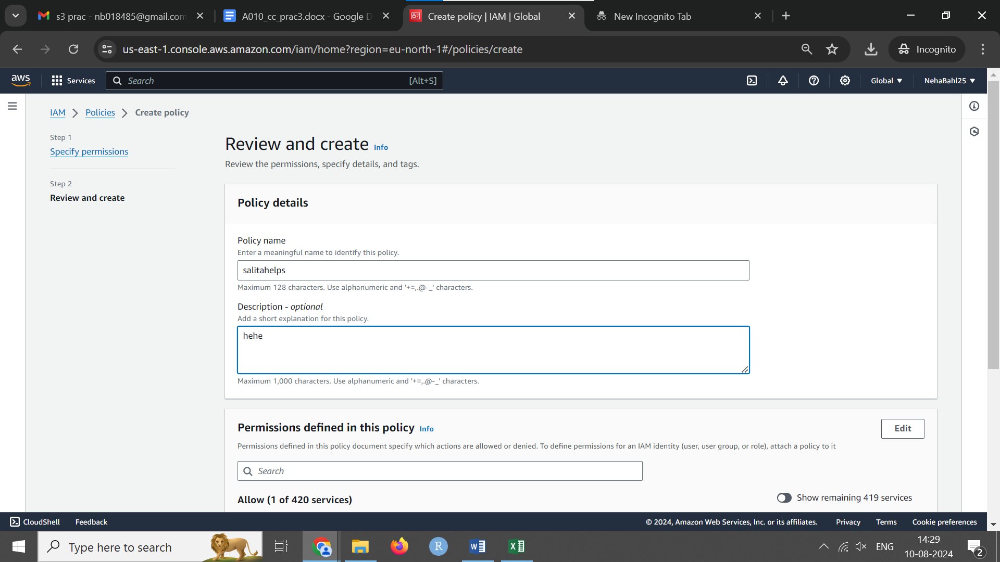 s3 prac - nb018485@gmail.com
A010_cc_prac3.docx - Google D
Create policy | IAM | Global
New Incognito Tab
us-east-1.console.aws.amazon.com/iam/home?region=eu-north-1#/policies/create
Incognito
aws
Services
Search
[Alt+S]
Global
NehaBahl25
IAM
Policies
Create policy
Step 1
Specify permissions
Step 2
Review and create
Review and create Info
Review the permissions, specify details, and tags.
Policy details
Policy name
Enter a meaningful name to identify this policy.
salitahelps
Maximum 128 characters. Use alphanumeric and '+=,.@-_' characters.
Description - optional
Add a short explanation for this policy.
hehe
Maximum 1,000 characters. Use alphanumeric and '+=,.@-_' characters.
Permissions defined in this policy Info
Edit
Permissions defined in this policy document specify which actions are allowed or denied. To define permissions for an IAM identity (user, user group, or role), attach a policy to it
Search
Allow (1 of 420 services)
Show remaining 419 services
CloudShell
Feedback
© 2024, Amazon Web Services, Inc. or its affiliates.
Privacy
Terms
Cookie preferences
Type here to search
R
W
X
ENG
14:29
10-08-2024
2